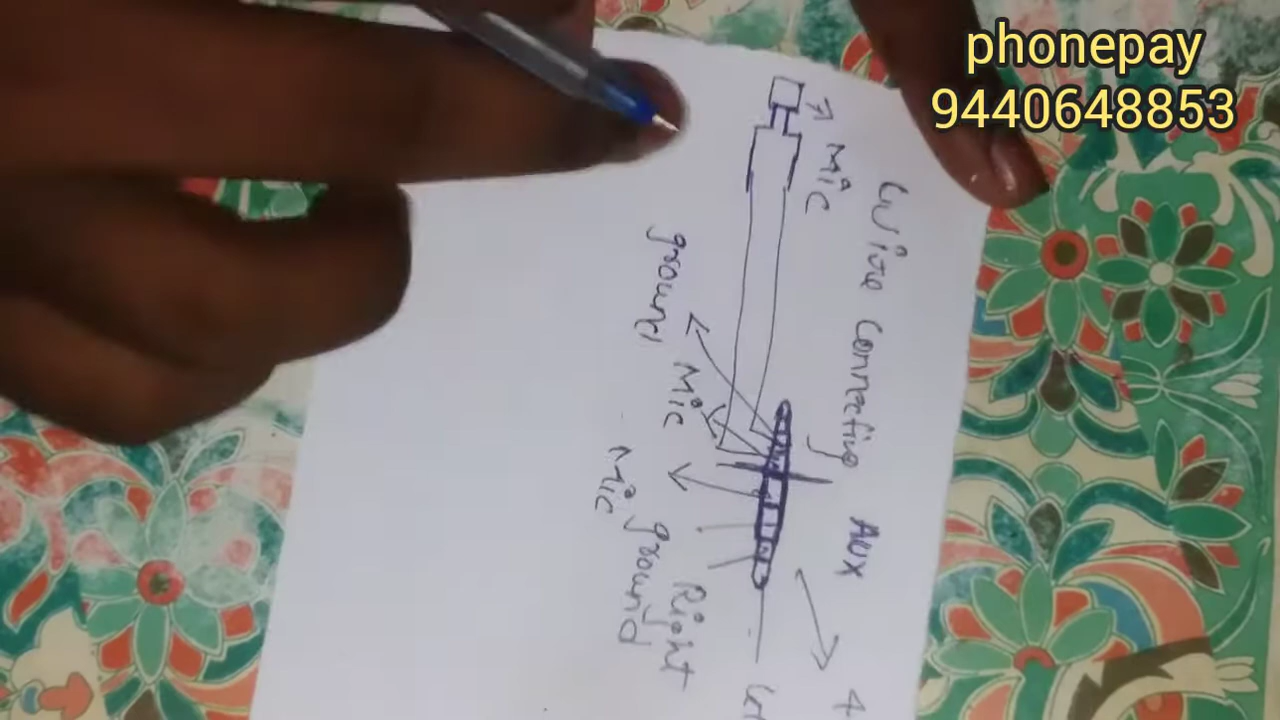 phonepay
9440648853
Wire Connecting AUX
Mic
4
ground Mic
ground
Right
Mic